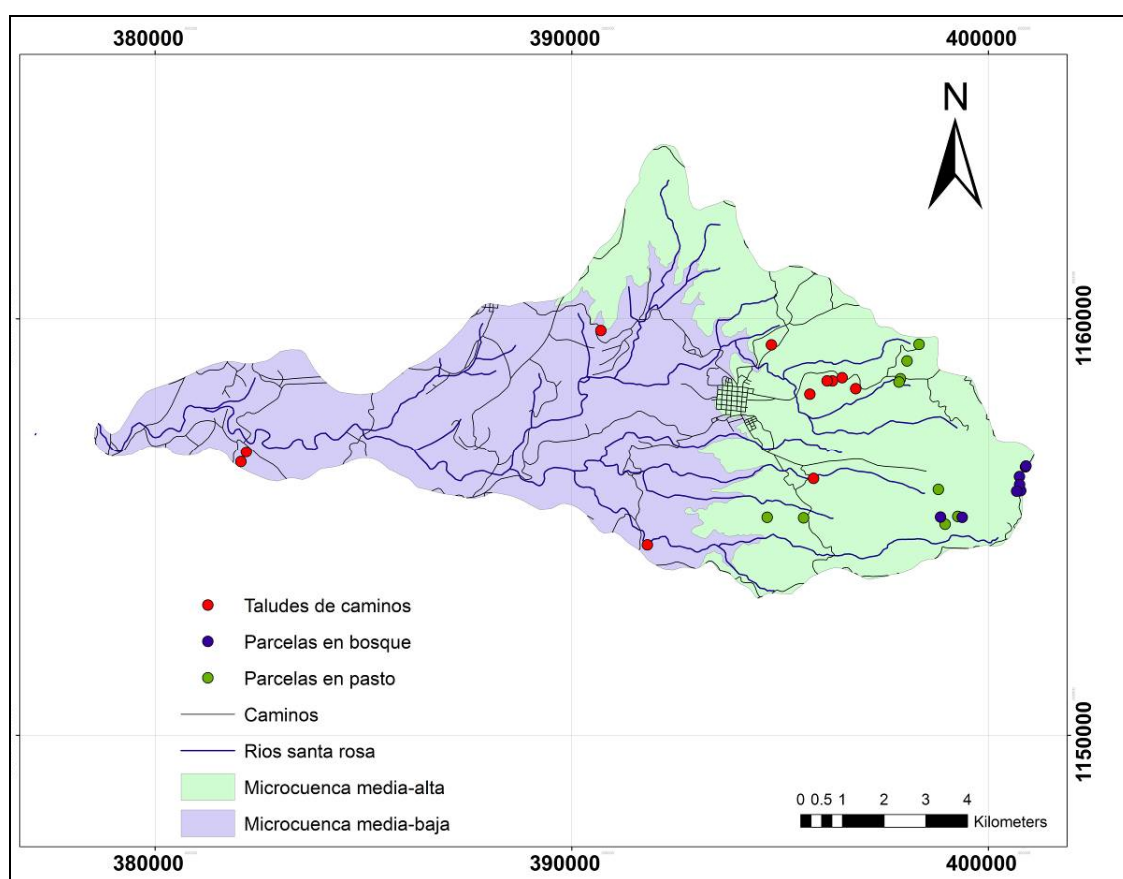 380000 390000 400000
N
1160000
1150000
Taludes de caminos
Parcelas en bosque
Parcelas en pasto
Caminos
Rios santa rosa
Microcuenca media-alta
Microcuenca media-baja
0 0.5 1 2 3 4
Kilometers
380000 390000 400000